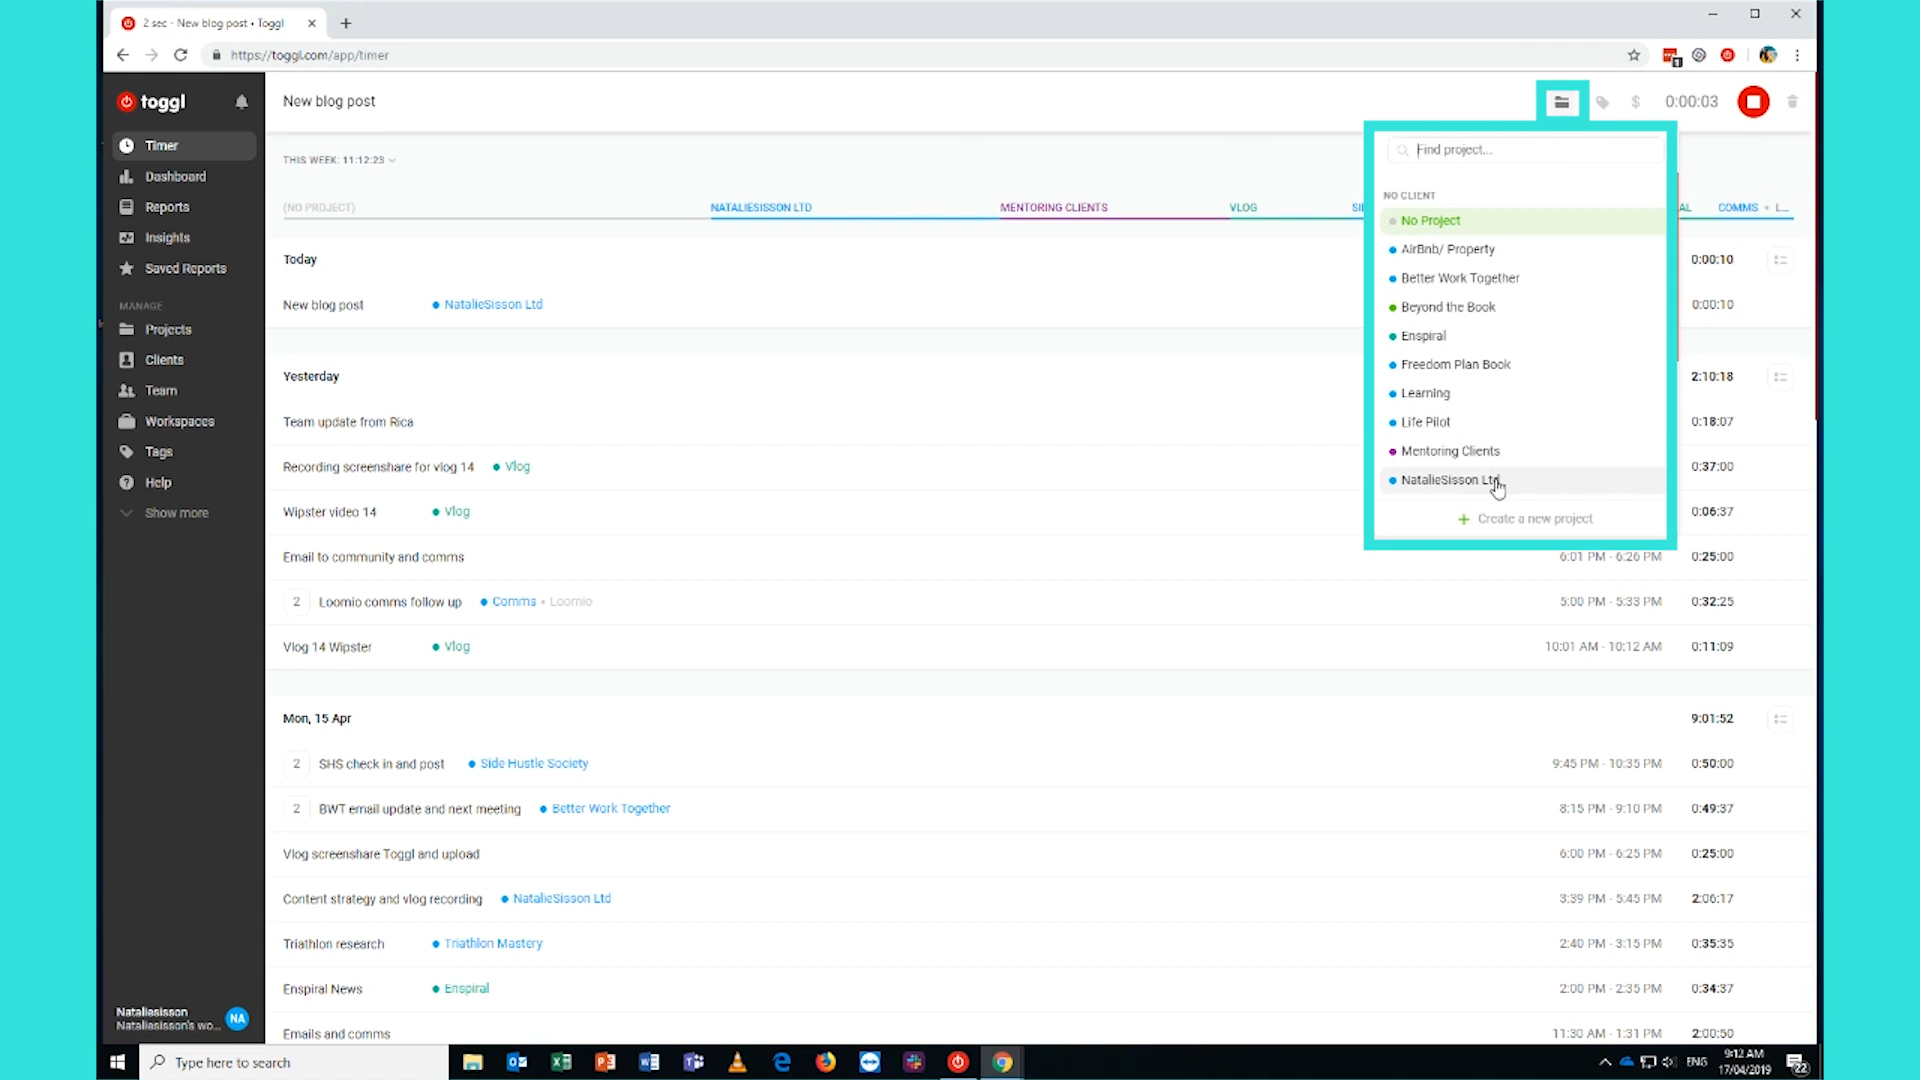 2 sec - New blog post • Toggl
https://toggl.com/app/timer
toggl
New blog post
0:00:03
Timer
Dashboard
Reports
Insights
Saved Reports
MANAGE
Projects
Clients
Team
Workspaces
Tags
Help
Show more
THIS WEEK: 11:12:23
(NO PROJECT)
NATALIESISSON LTD
MENTORING CLIENTS
VLOG
SI
AL
COMMS • L...
Find project...
NO CLIENT
No Project
AirBnb/ Property
Better Work Together
Beyond the Book
Enspiral
Freedom Plan Book
Learning
Life Pilot
Mentoring Clients
NatalieSisson Ltd
+ Create a new project
Today 0:00:10
New blog post • NatalieSisson Ltd 0:00:10
Yesterday 2:10:18
Team update from Rica 0:18:07
Recording screenshare for vlog 14 • Vlog 0:37:00
Wipster video 14 • Vlog 0:06:37
Email to community and comms 6:01 PM - 6:26 PM 0:25:00
2 Loomio comms follow up • Comms • Loomio 5:00 PM - 5:33 PM 0:32:25
Vlog 14 Wipster • Vlog 10:01 AM - 10:12 AM 0:11:09
Mon, 15 Apr 9:01:52
2 SHS check in and post • Side Hustle Society 9:45 PM - 10:35 PM 0:50:00
2 BWT email update and next meeting • Better Work Together 8:15 PM - 9:10 PM 0:49:37
Vlog screenshare Toggl and upload 6:00 PM - 6:25 PM 0:25:00
Content strategy and vlog recording • NatalieSisson Ltd 3:39 PM - 5:45 PM 2:06:17
Triathlon research • Triathlon Mastery 2:40 PM - 3:15 PM 0:35:35
Enspiral News • Enspiral 2:00 PM - 2:35 PM 0:34:37
Emails and comms 11:30 AM - 1:31 PM 2:00:50
Nataliesisson
Nataliesisson's wo...
NA
Type here to search
ENG
9:12 AM
17/04/2019
22